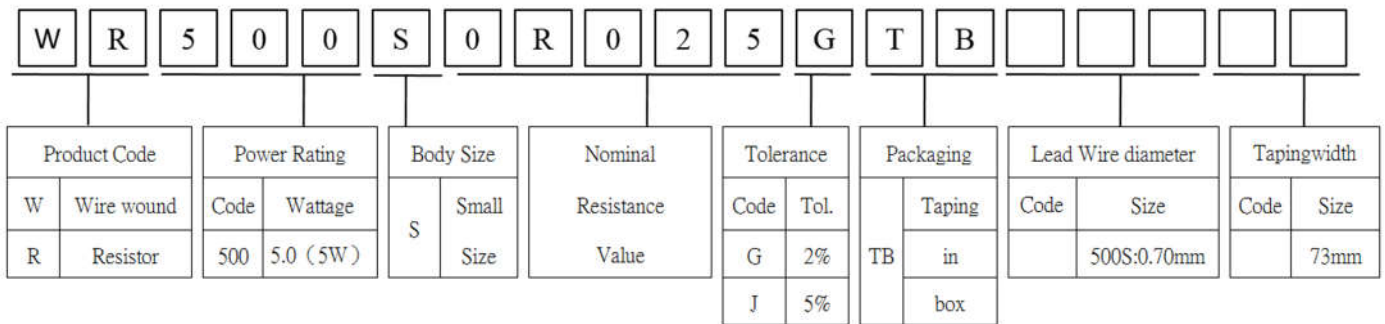 W R 5 0 0 S 0 R 0 2 5 G T B
Product Code
W Wire wound
R Resistor
Power Rating
Code Wattage
500 5.0（5W）
Body Size
S Small
Size
Nominal
Resistance
Value
Tolerance
Code Tol.
G 2%
J 5%
Packaging
TB Taping
in
box
Lead Wire diameter
Code Size
500S:0.70mm
Tapingwidth
Code Size
73mm